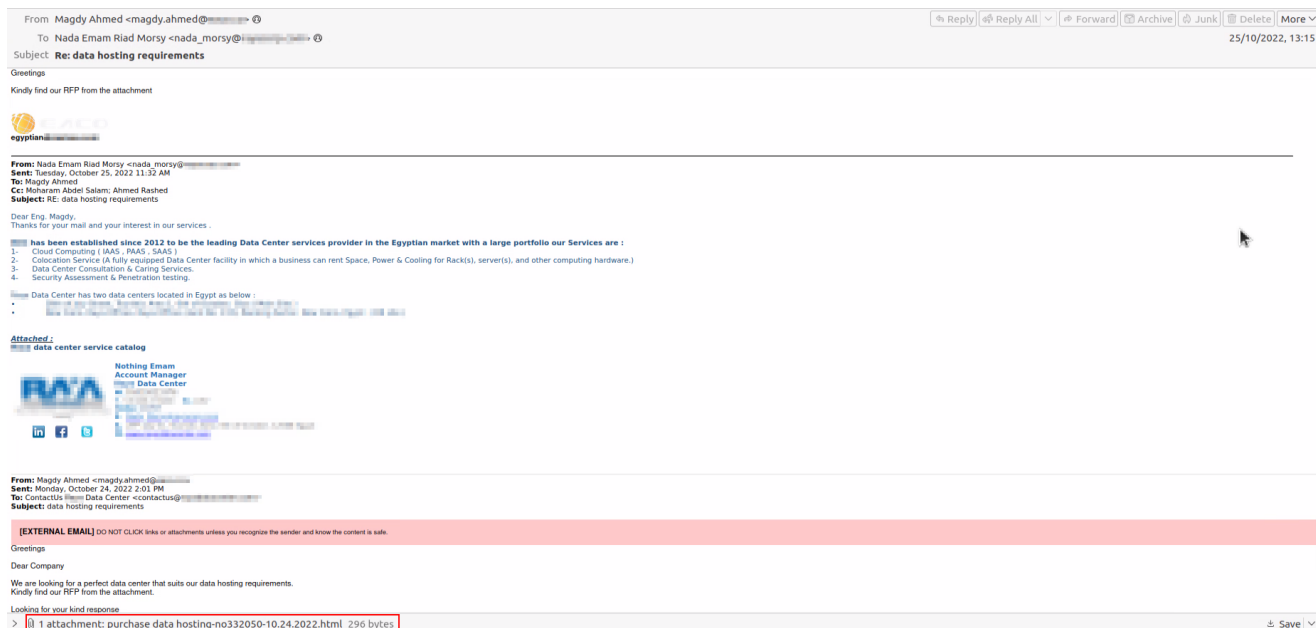 From Magdy Ahmed <magdy.ahmed@
Reply Reply All Forward Archive Junk Delete More
To Nada Emam Riad Morsy <nada_morsy@
25/10/2022, 13:15
Subject Re: data hosting requirements
Greetings
Kindly find our RFP from the attachment
egyptian
From: Nada Emam Riad Morsy <nada_morsy@
Sent: Tuesday, October 25, 2022 11:32 AM
To: Magdy Ahmed
Cc: Moharam Abdel Salam; Ahmed Rashed
Subject: RE: data hosting requirements
Dear Eng. Magdy,
Thanks for your mail and your interest in our services .
has been established since 2012 to be the leading Data Center services provider in the Egyptian market with a large portfolio our Services are :
1- Cloud Computing ( IAAS , PAAS , SAAS )
2- Colocation Service (A fully equipped Data Center facility in which a business can rent Space, Power & Cooling for Rack(s), server(s), and other computing hardware.)
3- Data Center Consultation & Caring Services.
4- Security Assessment & Penetration testing.
Data Center has two data centers located in Egypt as below :
Attached :
data center service catalog
Nothing Emam
Account Manager
Data Center
From: Magdy Ahmed <magdy.ahmed@
Sent: Monday, October 24, 2022 2:01 PM
To: ContactUs Data Center <contactus@
Subject: data hosting requirements
[EXTERNAL EMAIL] DO NOT CLICK links or attachments unless you recognize the sender and know the content is safe.
Greetings
Dear Company
We are looking for a perfect data center that suits our data hosting requirements.
Kindly find our RFP from the attachment.
Looking for your kind response
1 attachment: purchase data hosting-no332050-10.24.2022.html 296 bytes
Save